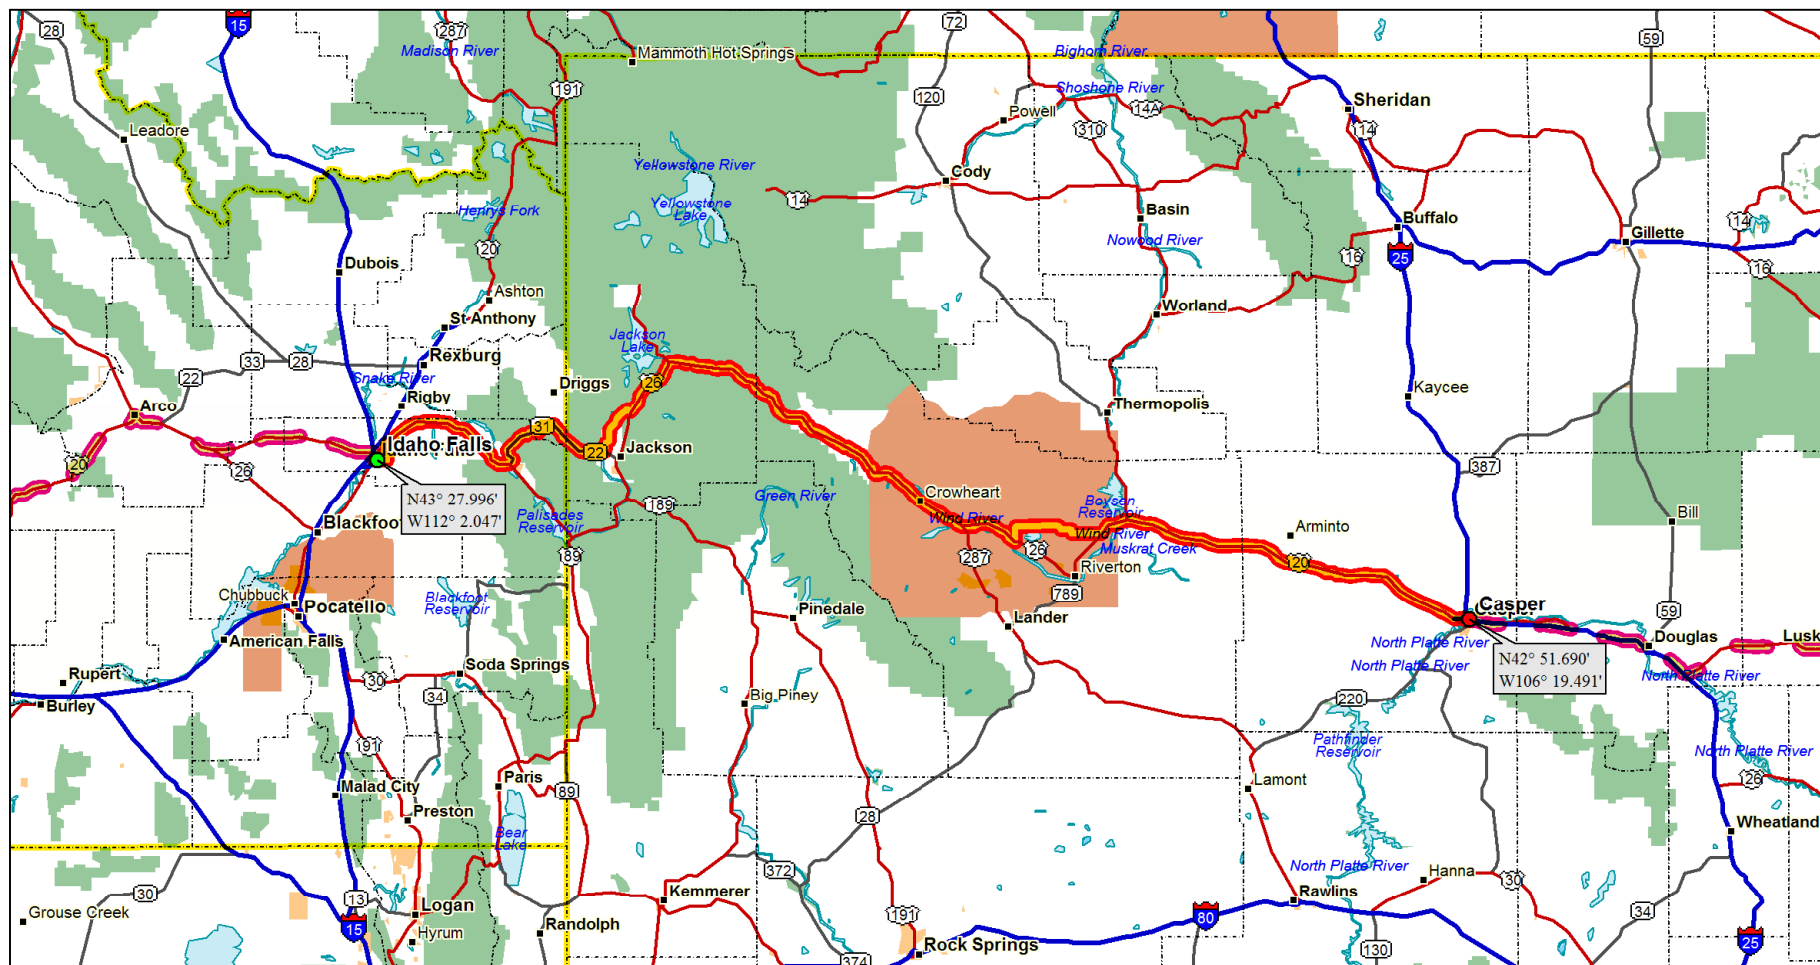 28
15
287
Madison River
Mammoth Hot Springs
72
Bighorn River
59
191
120
Shoshone River
14A
Powell
310
Sheridan
14
Leadore
Yellowstone River
Cody
14
Yellowstone
Lake
Henrys Fork
20
Basin
Nowood River
Buffalo
25
16
Gillette
14
16
Dubois
Ashton
St Anthony
Worland
Jackson
Lake
Rexburg
33
28
22
Snake River
Driggs
26
Kaycee
Rigby
Arco
Thermopolis
31
Idaho Falls
22
Jackson
20
26
387
N43° 27.996'
W112° 2.047'
Green River
189
Crowheart
Boysen
Reservoir
Bill
Palisades
Reservoir
Blackfoot
Wind River
Wind River
Arminto
26
Muskrat Creek
89
287
20
Riverton
789
Chubbuck
Pocatello
Blackfoot
Reservoir
Pinedale
Lander
Casper
59
American Falls
North Platte River
Douglas
Lusk
N42° 51.690'
W106° 19.491'
North Platte River
North Platte River
Soda Springs
Rupert
30
34
Burley
Big Piney
220
91
Pathfinder
Reservoir
North Platte River
26
Malad City
Paris
89
Lamont
Preston
28
Bear
Lake
Wheatland
372
North Platte River
Hanna
30
30
13
Kemmerer
Rawlins
Grouse Creek
Logan
191
80
34
15
Hyrum
Randolph
Rock Springs
25
374
130